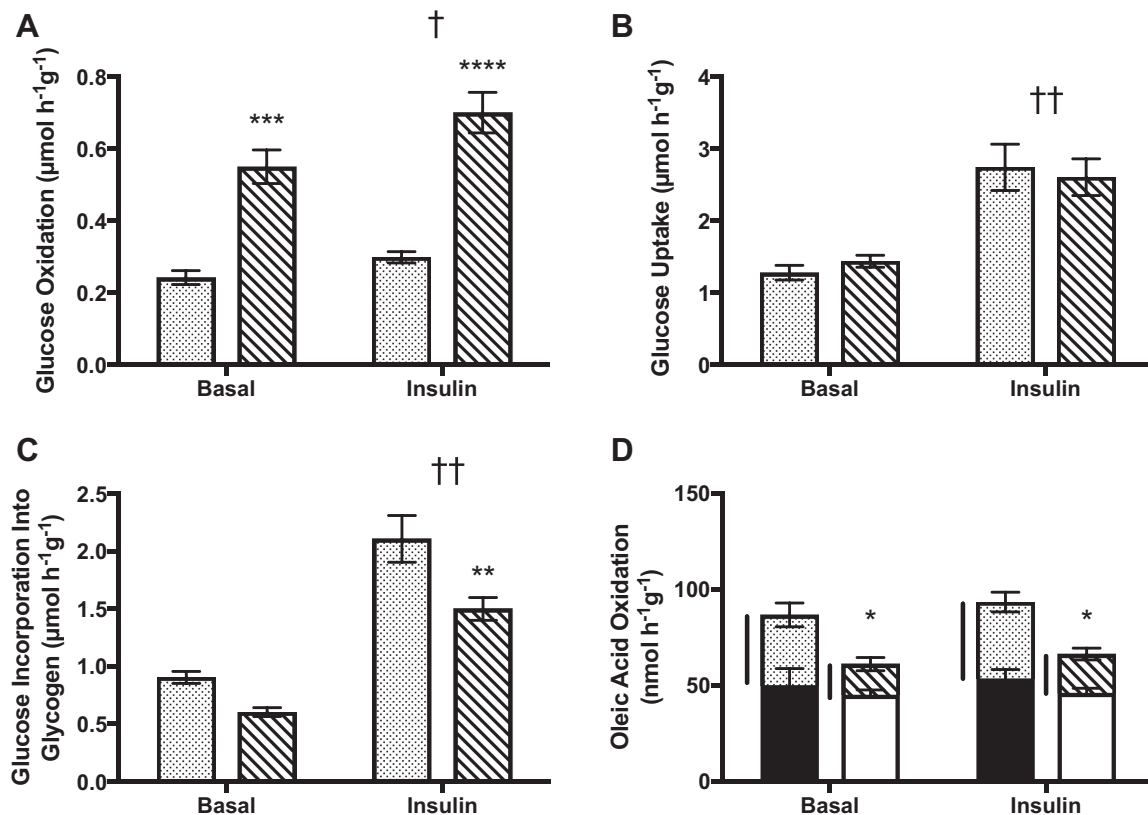 A
Glucose Oxidation (µmol h⁻¹g⁻¹)
0.8
0.6
0.4
0.2
0.0
***
†
****
Basal
Insulin
B
Glucose Uptake (µmol h⁻¹g⁻¹)
4
3
2
1
0
††
Basal
Insulin
C
Glucose Incorporation Into
Glycogen (µmol h⁻¹g⁻¹)
2.5
2.0
1.5
1.0
0.5
0.0
††
**
Basal
Insulin
D
Oleic Acid Oxidation
(nmol h⁻¹g⁻¹)
150
100
50
0
*
*
Basal
Insulin